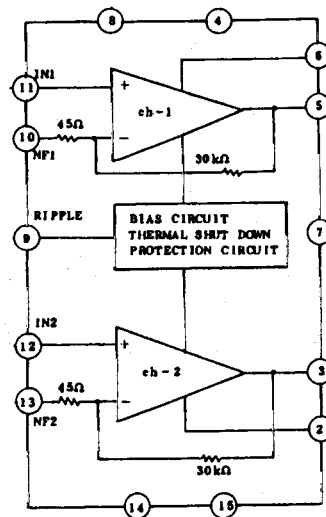 8 4
6
11 IN1 + ch-1 5
45Ω
10 −
NF1 30kΩ
RIPPLE BIAS CIRCUIT
9 THERMAL SHUT DOWN 7
PROTECTION CIRCUIT
IN2
12 + 3
ch-2
45Ω
13 − 2
NF2
30kΩ
14 15